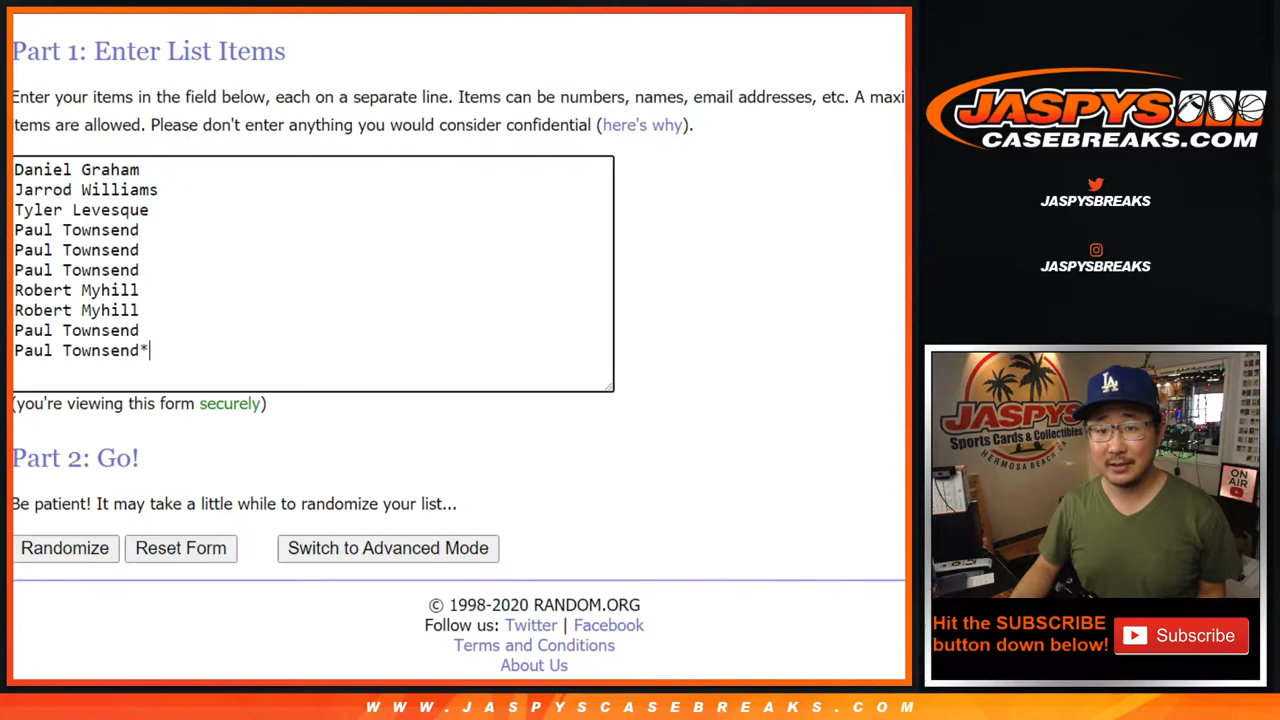 Part 1: Enter List Items
Enter your items in the field below, each on a separate line. Items can be numbers, names, email addresses, etc. A maxi
items are allowed. Please don't enter anything you would consider confidential (here's why).
Daniel Graham
Jarrod Williams
Tyler Levesque
Paul Townsend
Paul Townsend
Paul Townsend
Robert Myhill
Robert Myhill
Paul Townsend
Paul Townsend*
(you're viewing this form securely)
Part 2: Go!
Be patient! It may take a little while to randomize your list...
Randomize
Reset Form
Switch to Advanced Mode
© 1998-2020 RANDOM.ORG
Follow us: Twitter | Facebook
Terms and Conditions
About Us
JASPYS
CASEBREAKS.COM
JASPYSBREAKS
JASPYSBREAKS
JASPYS
Sports Cards & Collectibles
HERMOSA BEACH CA
LA
ON
AIR
Hit the SUBSCRIBE
button down below!
Subscribe
WWW.JASPYSCASEBREAKS.COM